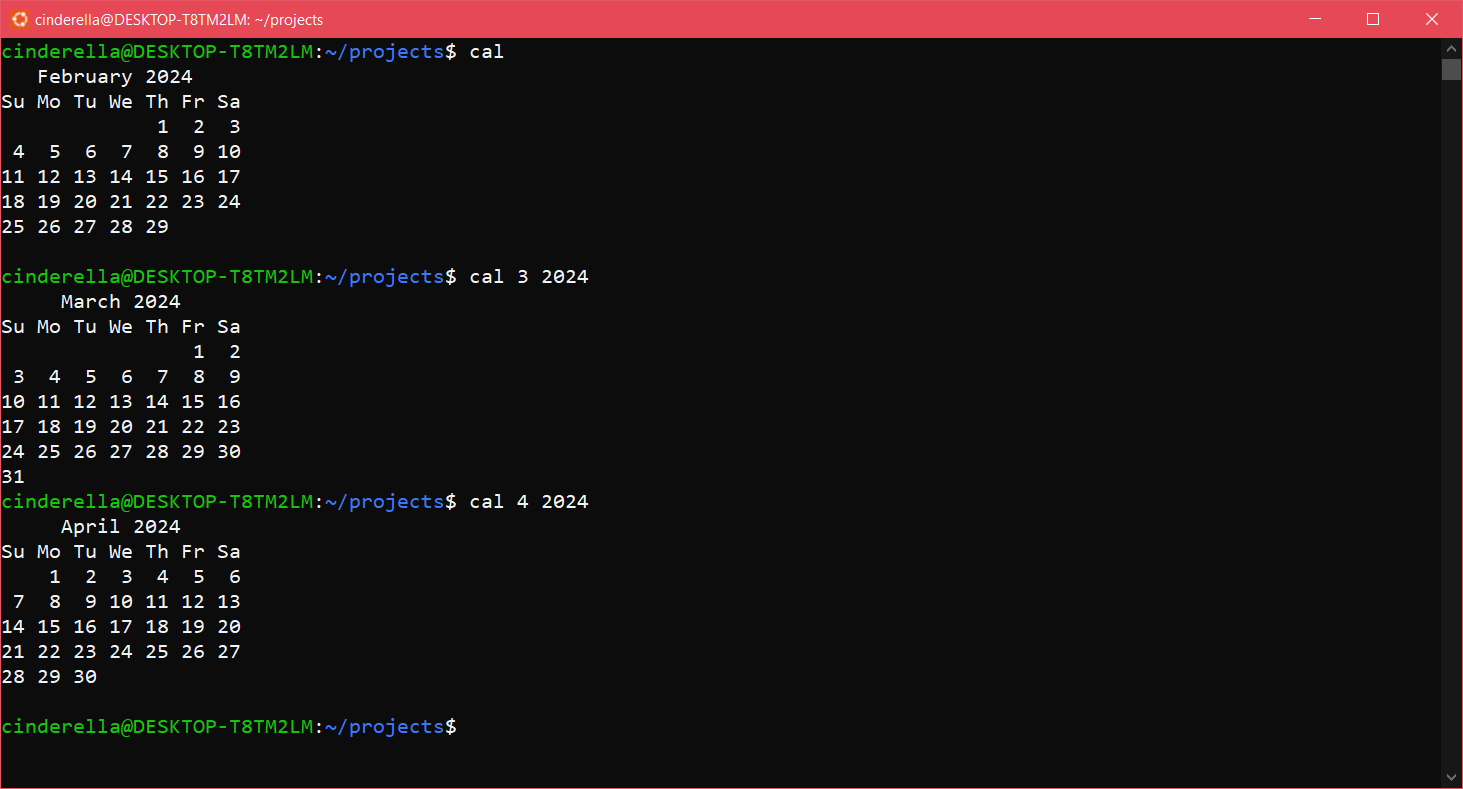 cinderella@DESKTOP-T8TM2LM: ~/projects
cinderella@DESKTOP-T8TM2LM:~/projects$ cal
   February 2024
Su Mo Tu We Th Fr Sa
             1  2  3
 4  5  6  7  8  9 10
11 12 13 14 15 16 17
18 19 20 21 22 23 24
25 26 27 28 29

cinderella@DESKTOP-T8TM2LM:~/projects$ cal 3 2024
     March 2024
Su Mo Tu We Th Fr Sa
                1  2
 3  4  5  6  7  8  9
10 11 12 13 14 15 16
17 18 19 20 21 22 23
24 25 26 27 28 29 30
31
cinderella@DESKTOP-T8TM2LM:~/projects$ cal 4 2024
     April 2024
Su Mo Tu We Th Fr Sa
    1  2  3  4  5  6
 7  8  9 10 11 12 13
14 15 16 17 18 19 20
21 22 23 24 25 26 27
28 29 30

cinderella@DESKTOP-T8TM2LM:~/projects$